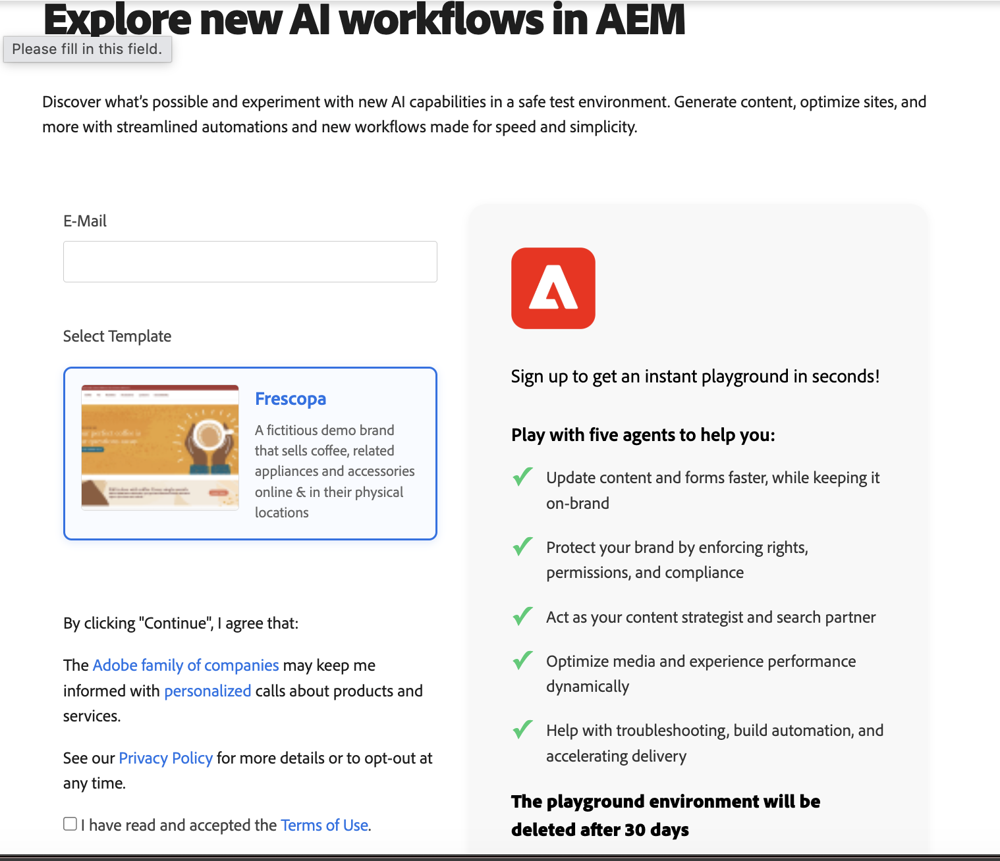 Explore new AI workflows in AEM
Please fill in this field.
Discover what's possible and experiment with new AI capabilities in a safe test environment. Generate content, optimize sites, and
more with streamlined automations and new workflows made for speed and simplicity.
E-Mail
Select Template
Frescopa
A fictitious demo brand
that sells coffee, related
appliances and accessories
online & in their physical
locations
By clicking "Continue", I agree that:
The Adobe family of companies may keep me
informed with personalized calls about products and
services.
See our Privacy Policy for more details or to opt-out at
any time.
I have read and accepted the Terms of Use.
Sign up to get an instant playground in seconds!
Play with five agents to help you:
Update content and forms faster, while keeping it
on-brand
Protect your brand by enforcing rights,
permissions, and compliance
Act as your content strategist and search partner
Optimize media and experience performance
dynamically
Help with troubleshooting, build automation, and
accelerating delivery
The playground environment will be
deleted after 30 days